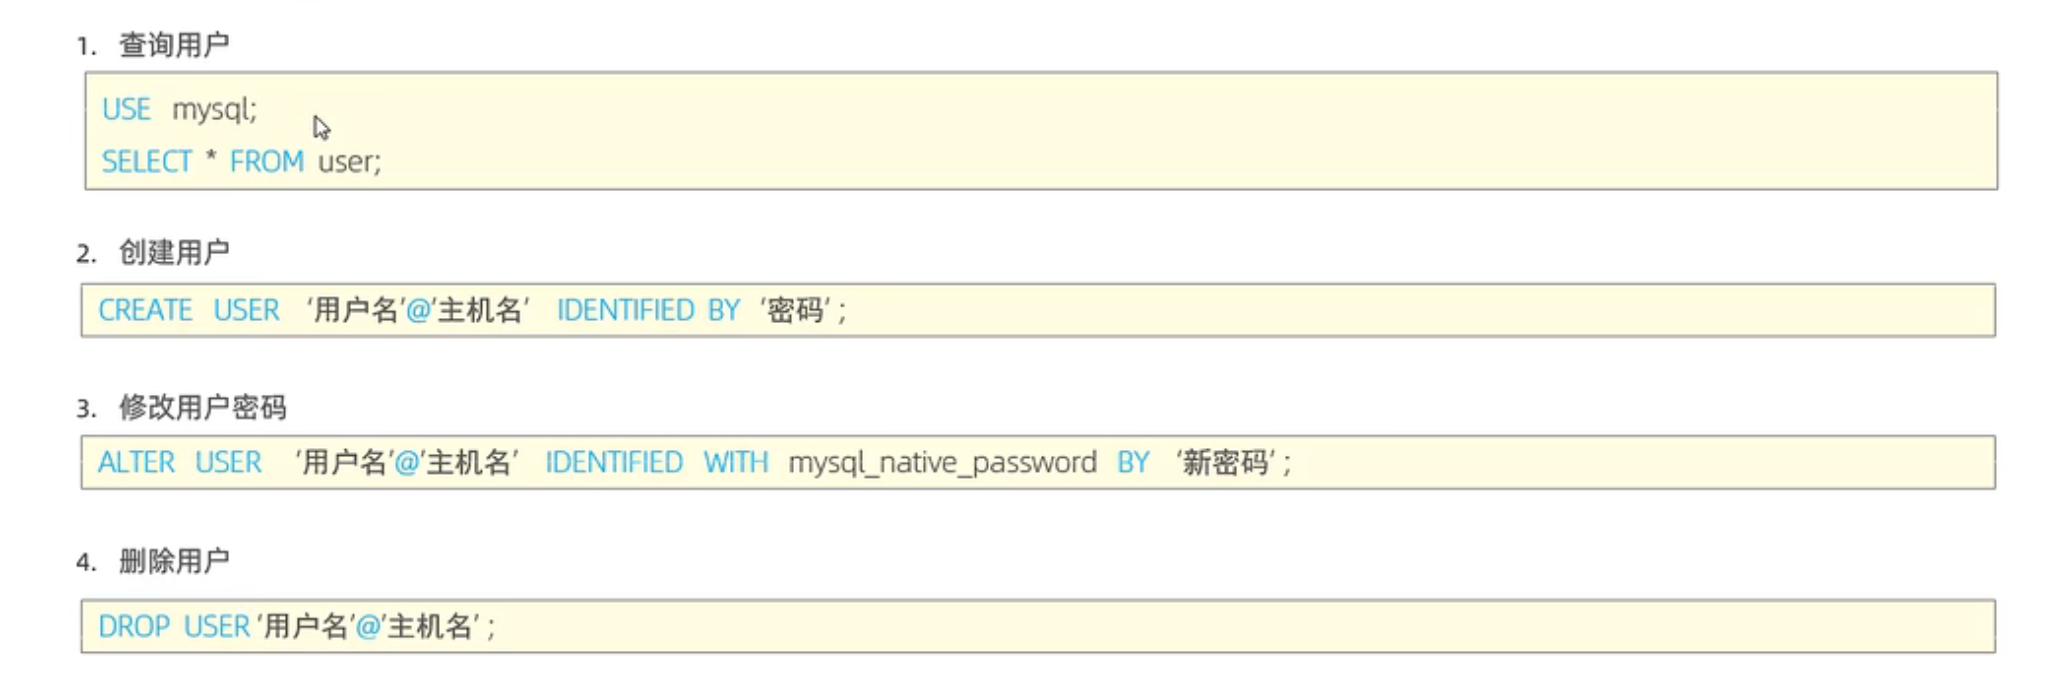 1. 查询用户
USE mysql;
SELECT * FROM user;
2. 创建用户
CREATE USER '用户名'@'主机名' IDENTIFIED BY '密码' ;
3. 修改用户密码
ALTER USER '用户名'@'主机名' IDENTIFIED WITH mysql_native_password BY '新密码' ;
4. 删除用户
DROP USER '用户名'@'主机名' ;